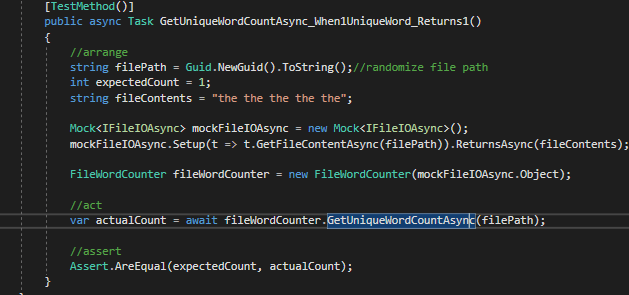 [TestMethod()]
public async Task GetUniqueWordCountAsync_When1UniqueWord_Returns1()
{
//arrange
string filePath = Guid.NewGuid().ToString();//randomize file path
int expectedCount = 1;
string fileContents = "the the the the the";
Mock<IFileIOAsync> mockFileIOAsync = new Mock<IFileIOAsync>();
mockFileIOAsync.Setup(t => t.GetFileContentAsync(filePath)).ReturnsAsync(fileContents);
FileWordCounter fileWordCounter = new FileWordCounter(mockFileIOAsync.Object);
//act
var actualCount = await fileWordCounter.GetUniqueWordCountAsync(filePath);
//assert
Assert.AreEqual(expectedCount, actualCount);
}